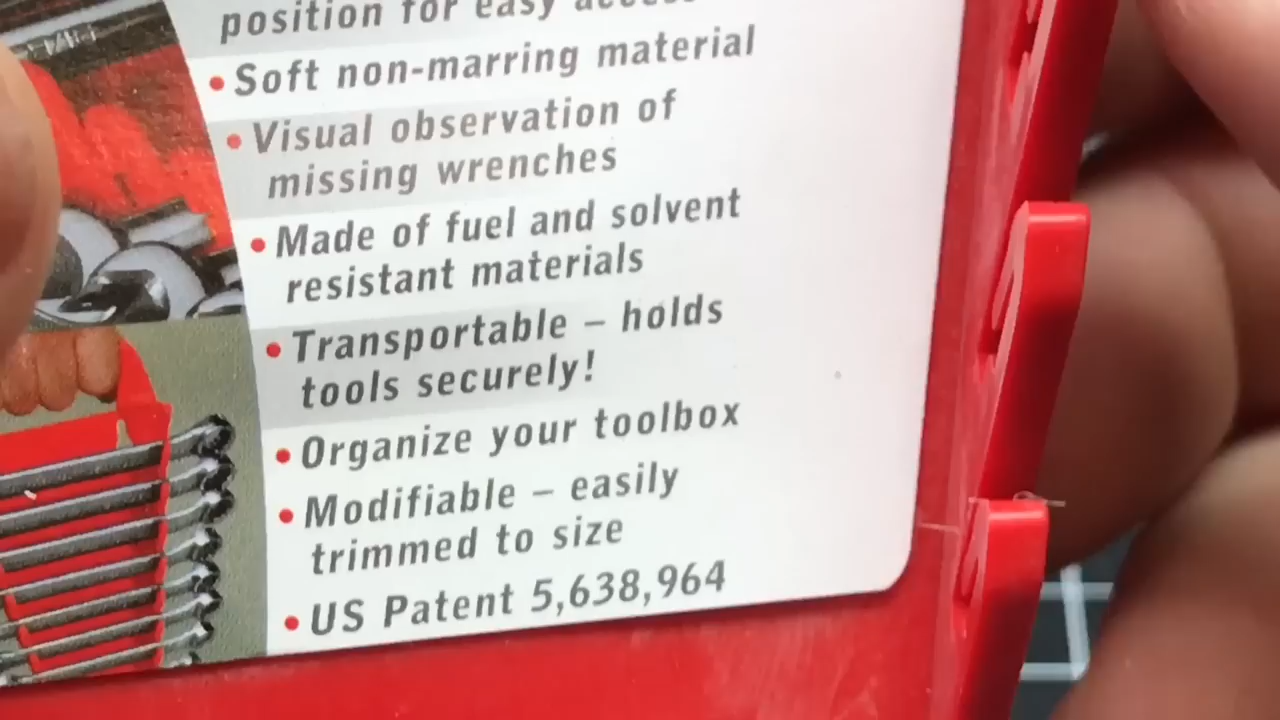 position for easy access
• Soft non-marring material
• Visual observation of
missing wrenches
• Made of fuel and solvent
resistant materials
• Transportable – holds
tools securely!
• Organize your toolbox
• Modifiable – easily
trimmed to size
• US Patent 5,638,964